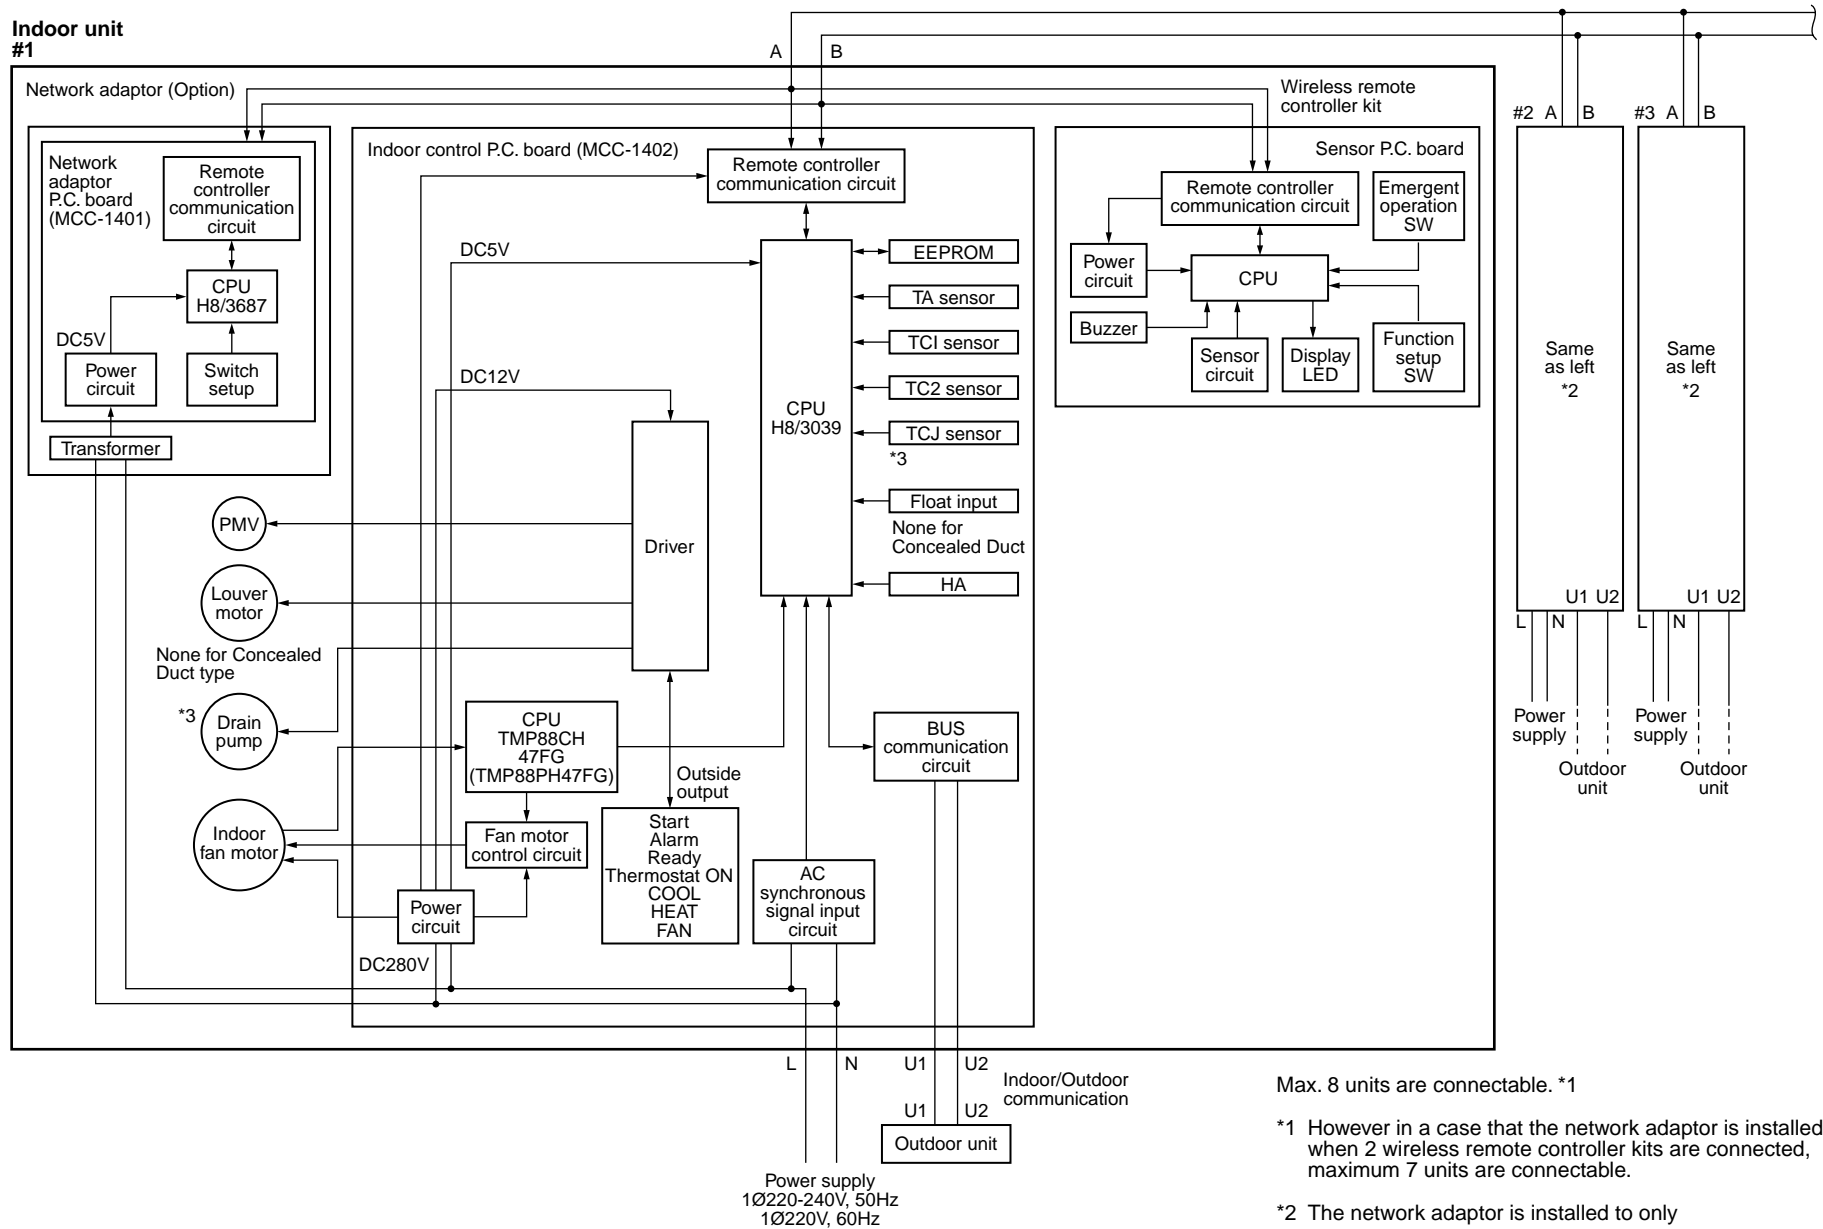 Indoor unit
#1
A
B
Network adaptor (Option)
Wireless remote
controller kit
Network
adaptor
P.C. board
(MCC-1401)
Remote
controller
communication
circuit
CPU
H8/3687
DC5V
Power
circuit
Switch
setup
Transformer
Indoor control P.C. board (MCC-1402)
Remote controller
communication circuit
DC5V
DC12V
CPU
H8/3039
EEPROM
TA sensor
TCI sensor
TC2 sensor
TCJ sensor
*3
Float input
None for
Concealed Duct
HA
Driver
PMV
Louver
motor
None for Concealed
Duct type
*3
Drain
pump
Indoor
fan motor
CPU
TMP88CH
47FG
(TMP88PH47FG)
Fan motor
control circuit
Power
circuit
DC280V
Outside
output
Start
Alarm
Ready
Thermostat ON
COOL
HEAT
FAN
AC
synchronous
signal input
circuit
BUS
communication
circuit
Sensor P.C. board
Remote controller
communication circuit
Emergent
operation
SW
Power
circuit
CPU
Buzzer
Sensor
circuit
Display
LED
Function
setup
SW
#2 A B
Same
as left
*2
U1 U2
L N
Power
supply
Outdoor
unit
#3 A B
Same
as left
*2
U1 U2
L N
Power
supply
Outdoor
unit
L
N
U1
U2
Indoor/Outdoor
communication
U1
U2
Outdoor unit
Power supply
1Ø220-240V, 50Hz
1Ø220V, 60Hz
Max. 8 units are connectable. *1
*1 However in a case that the network adaptor is installed
when 2 wireless remote controller kits are connected,
maximum 7 units are connectable.
*2 The network adaptor is installed to only